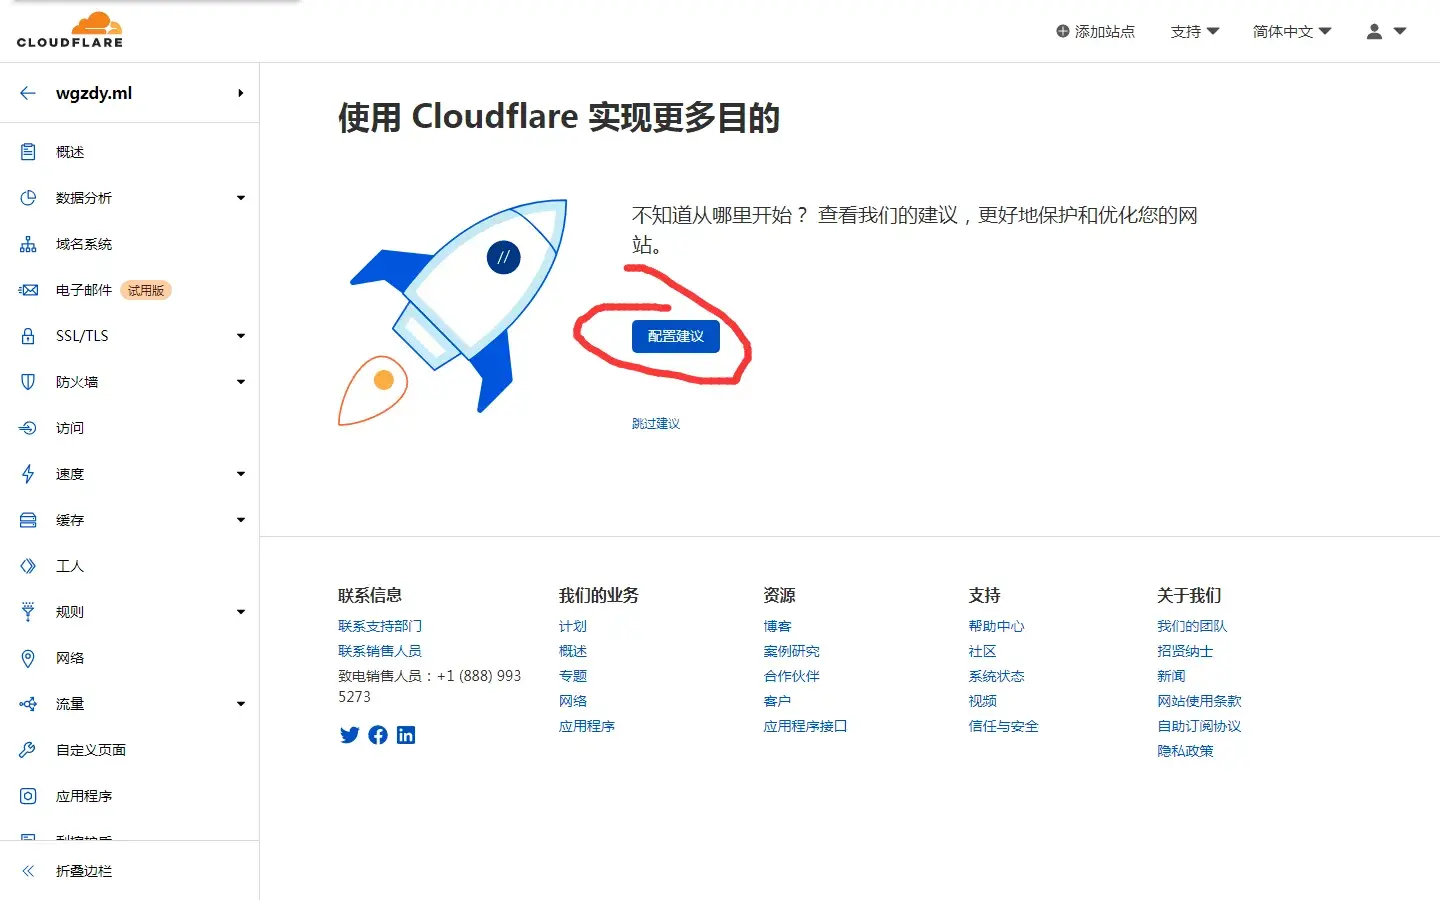 CLOUDFLARE
添加站点
支持
简体中文
wgzdy.ml
概述
数据分析
域名系统
电子邮件 试用版
SSL/TLS
防火墙
访问
速度
缓存
工人
规则
网络
流量
自定义页面
应用程序
折叠边栏
使用 Cloudflare 实现更多目的
//
不知道从哪里开始？ 查看我们的建议，更好地保护和优化您的网
站。
配置建议
跳过建议
联系信息
联系支持部门
联系销售人员
致电销售人员：+1 (888) 993
5273
我们的业务
计划
概述
专题
网络
应用程序
资源
博客
案例研究
合作伙伴
客户
应用程序接口
支持
帮助中心
社区
系统状态
视频
信任与安全
关于我们
我们的团队
招贤纳士
新闻
网站使用条款
自助订阅协议
隐私政策